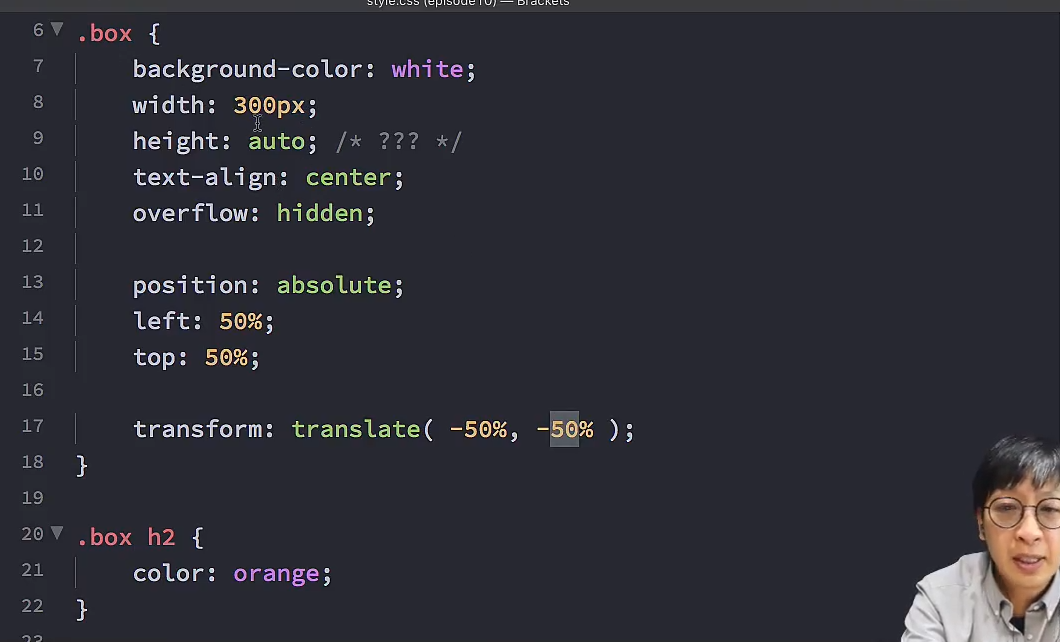 style.css (episode10) — Brackets
6 .box {
7 background-color: white;
8 width: 300px;
9 height: auto; /* ??? */
10 text-align: center;
11 overflow: hidden;
12
13 position: absolute;
14 left: 50%;
15 top: 50%;
16
17 transform: translate( -50%, -50% );
18 }
19
20 .box h2 {
21 color: orange;
22 }
23